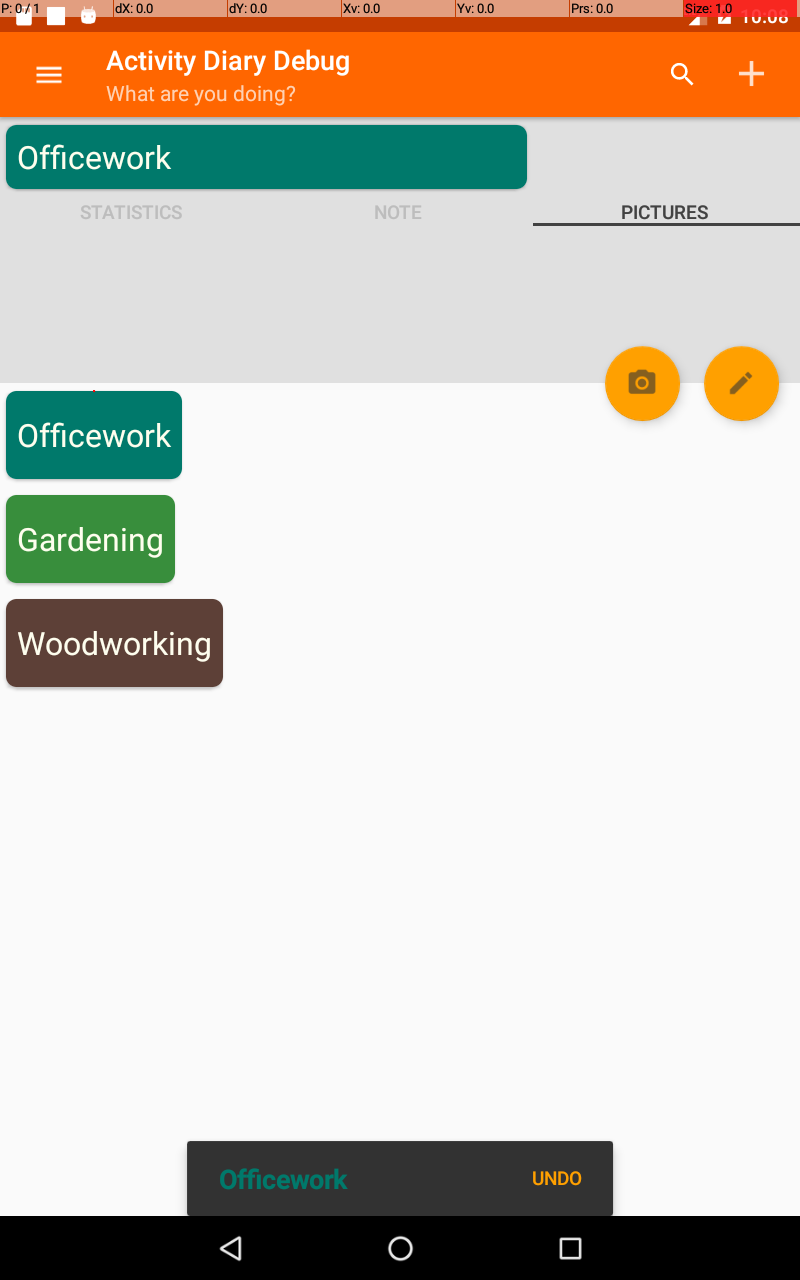 P: 0 / 1 dX: 0.0 dY: 0.0 Xv: 0.0 Yv: 0.0 Prs: 0.0 Size: 1.0
10:08
Activity Diary Debug
What are you doing?
Officework
STATISTICS NOTE PICTURES
Officework
Gardening
Woodworking
Officework UNDO